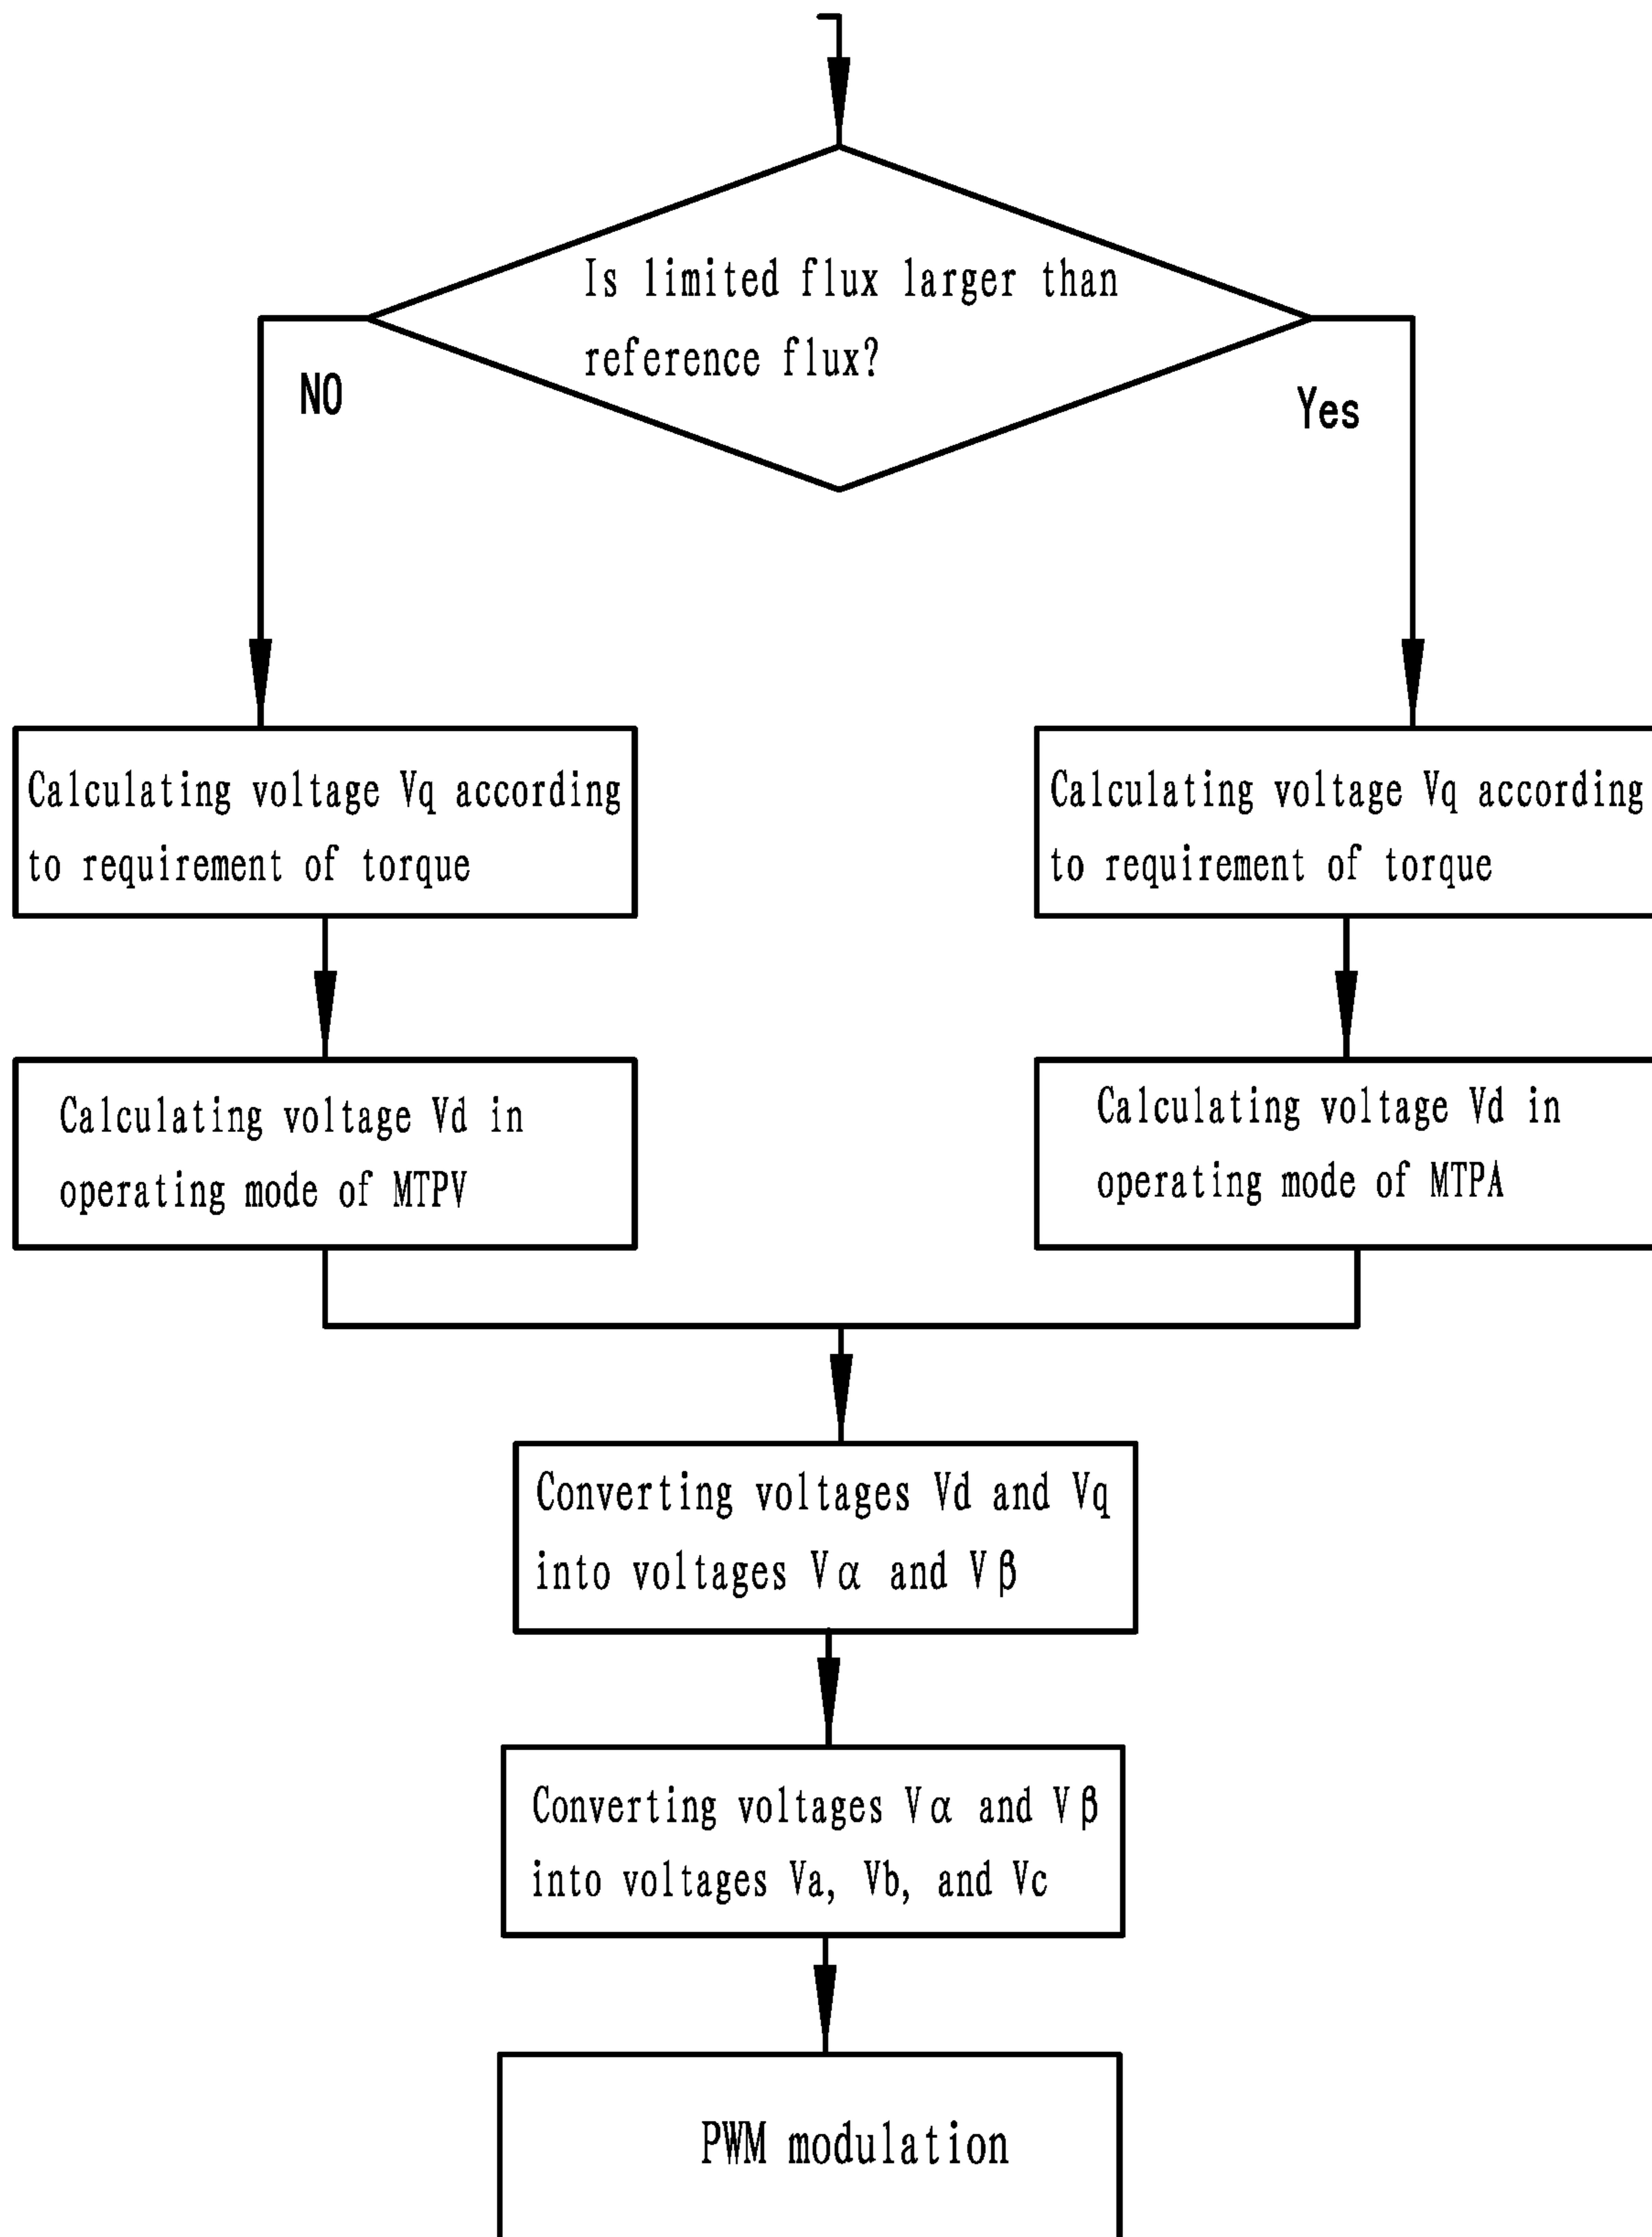 Is limited flux larger than
reference flux?
NO
Yes
Calculating voltage Vq according
to requirement of torque
Calculating voltage Vq according
to requirement of torque
Calculating voltage Vd in
operating mode of MTPV
Calculating voltage Vd in
operating mode of MTPA
Converting voltages Vd and Vq
into voltages Vα and Vβ
Converting voltages Vα and Vβ
into voltages Va, Vb, and Vc
PWM modulation